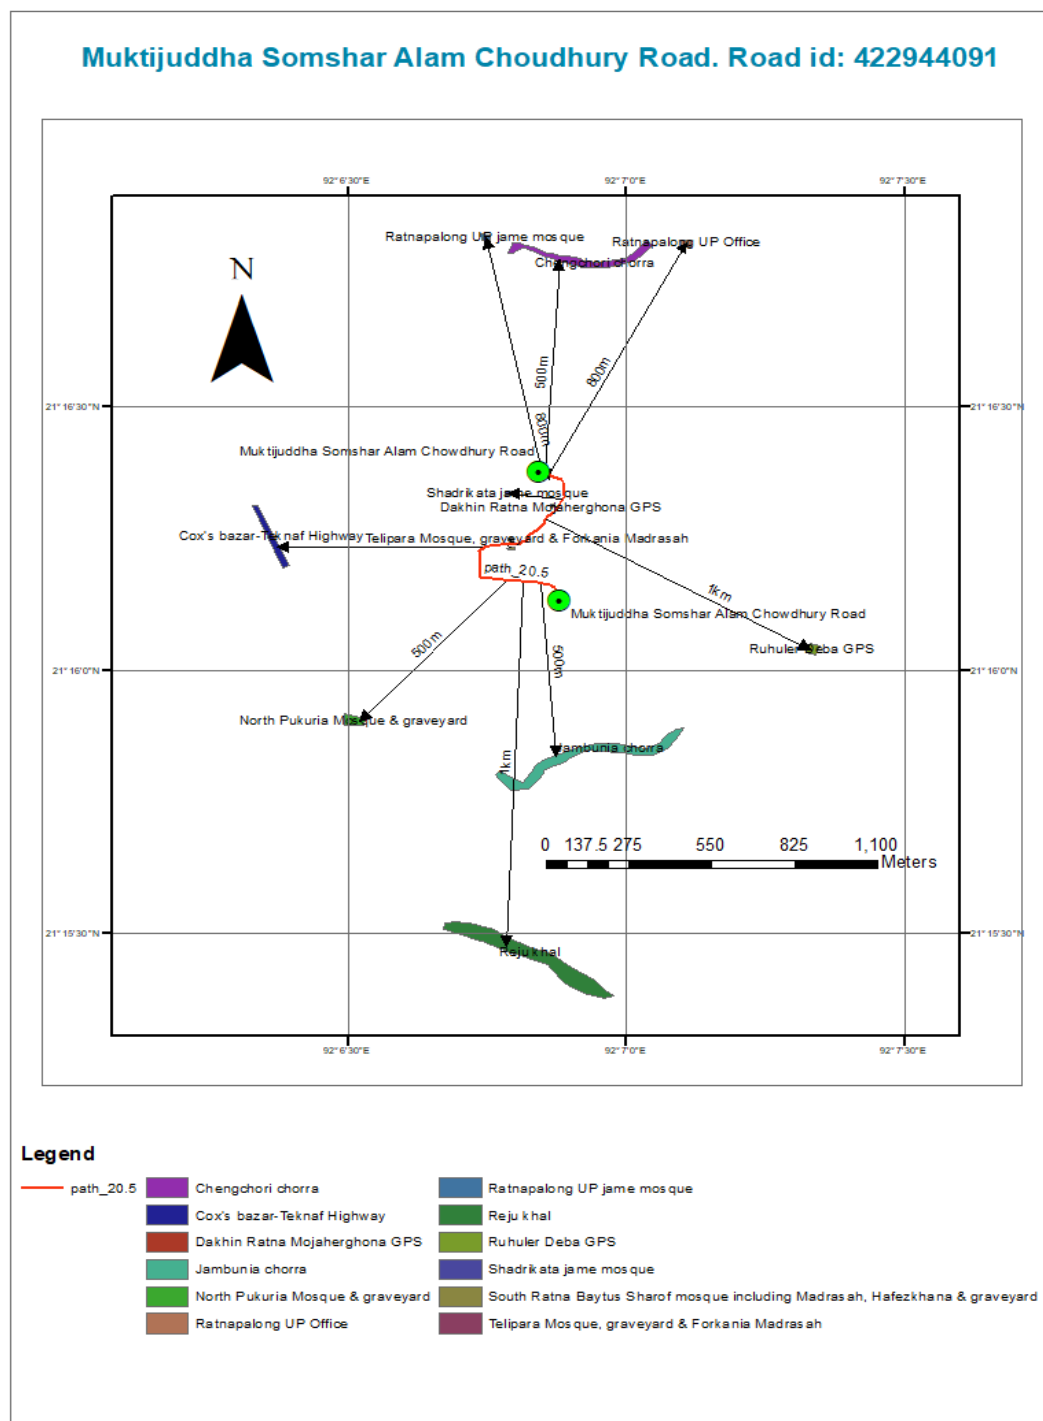 Muktijuddha Somshar Alam Choudhury Road. Road id: 422944091
92°6'30"E 92°7'0"E 92°7'30"E
N
Ratnapalong UP jame mosque
Ratnapalong UP Office
Chengchori chorra
500m
800m
800m
21°16'30"N 21°16'30"N
Muktijuddha Somshar Alam Chowdhury Road
Shadrikata jame mosque
Dakhin Ratna Mojaherghona GPS
Cox's bazar-Teknaf Highway
Telipara Mosque, graveyard & Forkania Madrasah
path_20.5
1km
Muktijuddha Somshar Alam Chowdhury Road
500m
500m
Ruhuler Deba GPS
21°16'0"N 21°16'0"N
North Pukuria Mosque & graveyard
Jambunia chorra
1km
0 137.5 275 550 825 1,100
Meters
21°15'30"N 21°15'30"N
Rejukhal
92°6'30"E 92°7'0"E 92°7'30"E
Legend
path_20.5
Chengchori chorra
Cox's bazar-Teknaf Highway
Dakhin Ratna Mojaherghona GPS
Jambunia chorra
North Pukuria Mosque & graveyard
Ratnapalong UP Office
Ratnapalong UP jame mosque
Rejukhal
Ruhuler Deba GPS
Shadrikata jame mosque
South Ratna Baytus Sharof mosque including Madrasah, Hafezkhana & graveyard
Telipara Mosque, graveyard & Forkania Madrasah